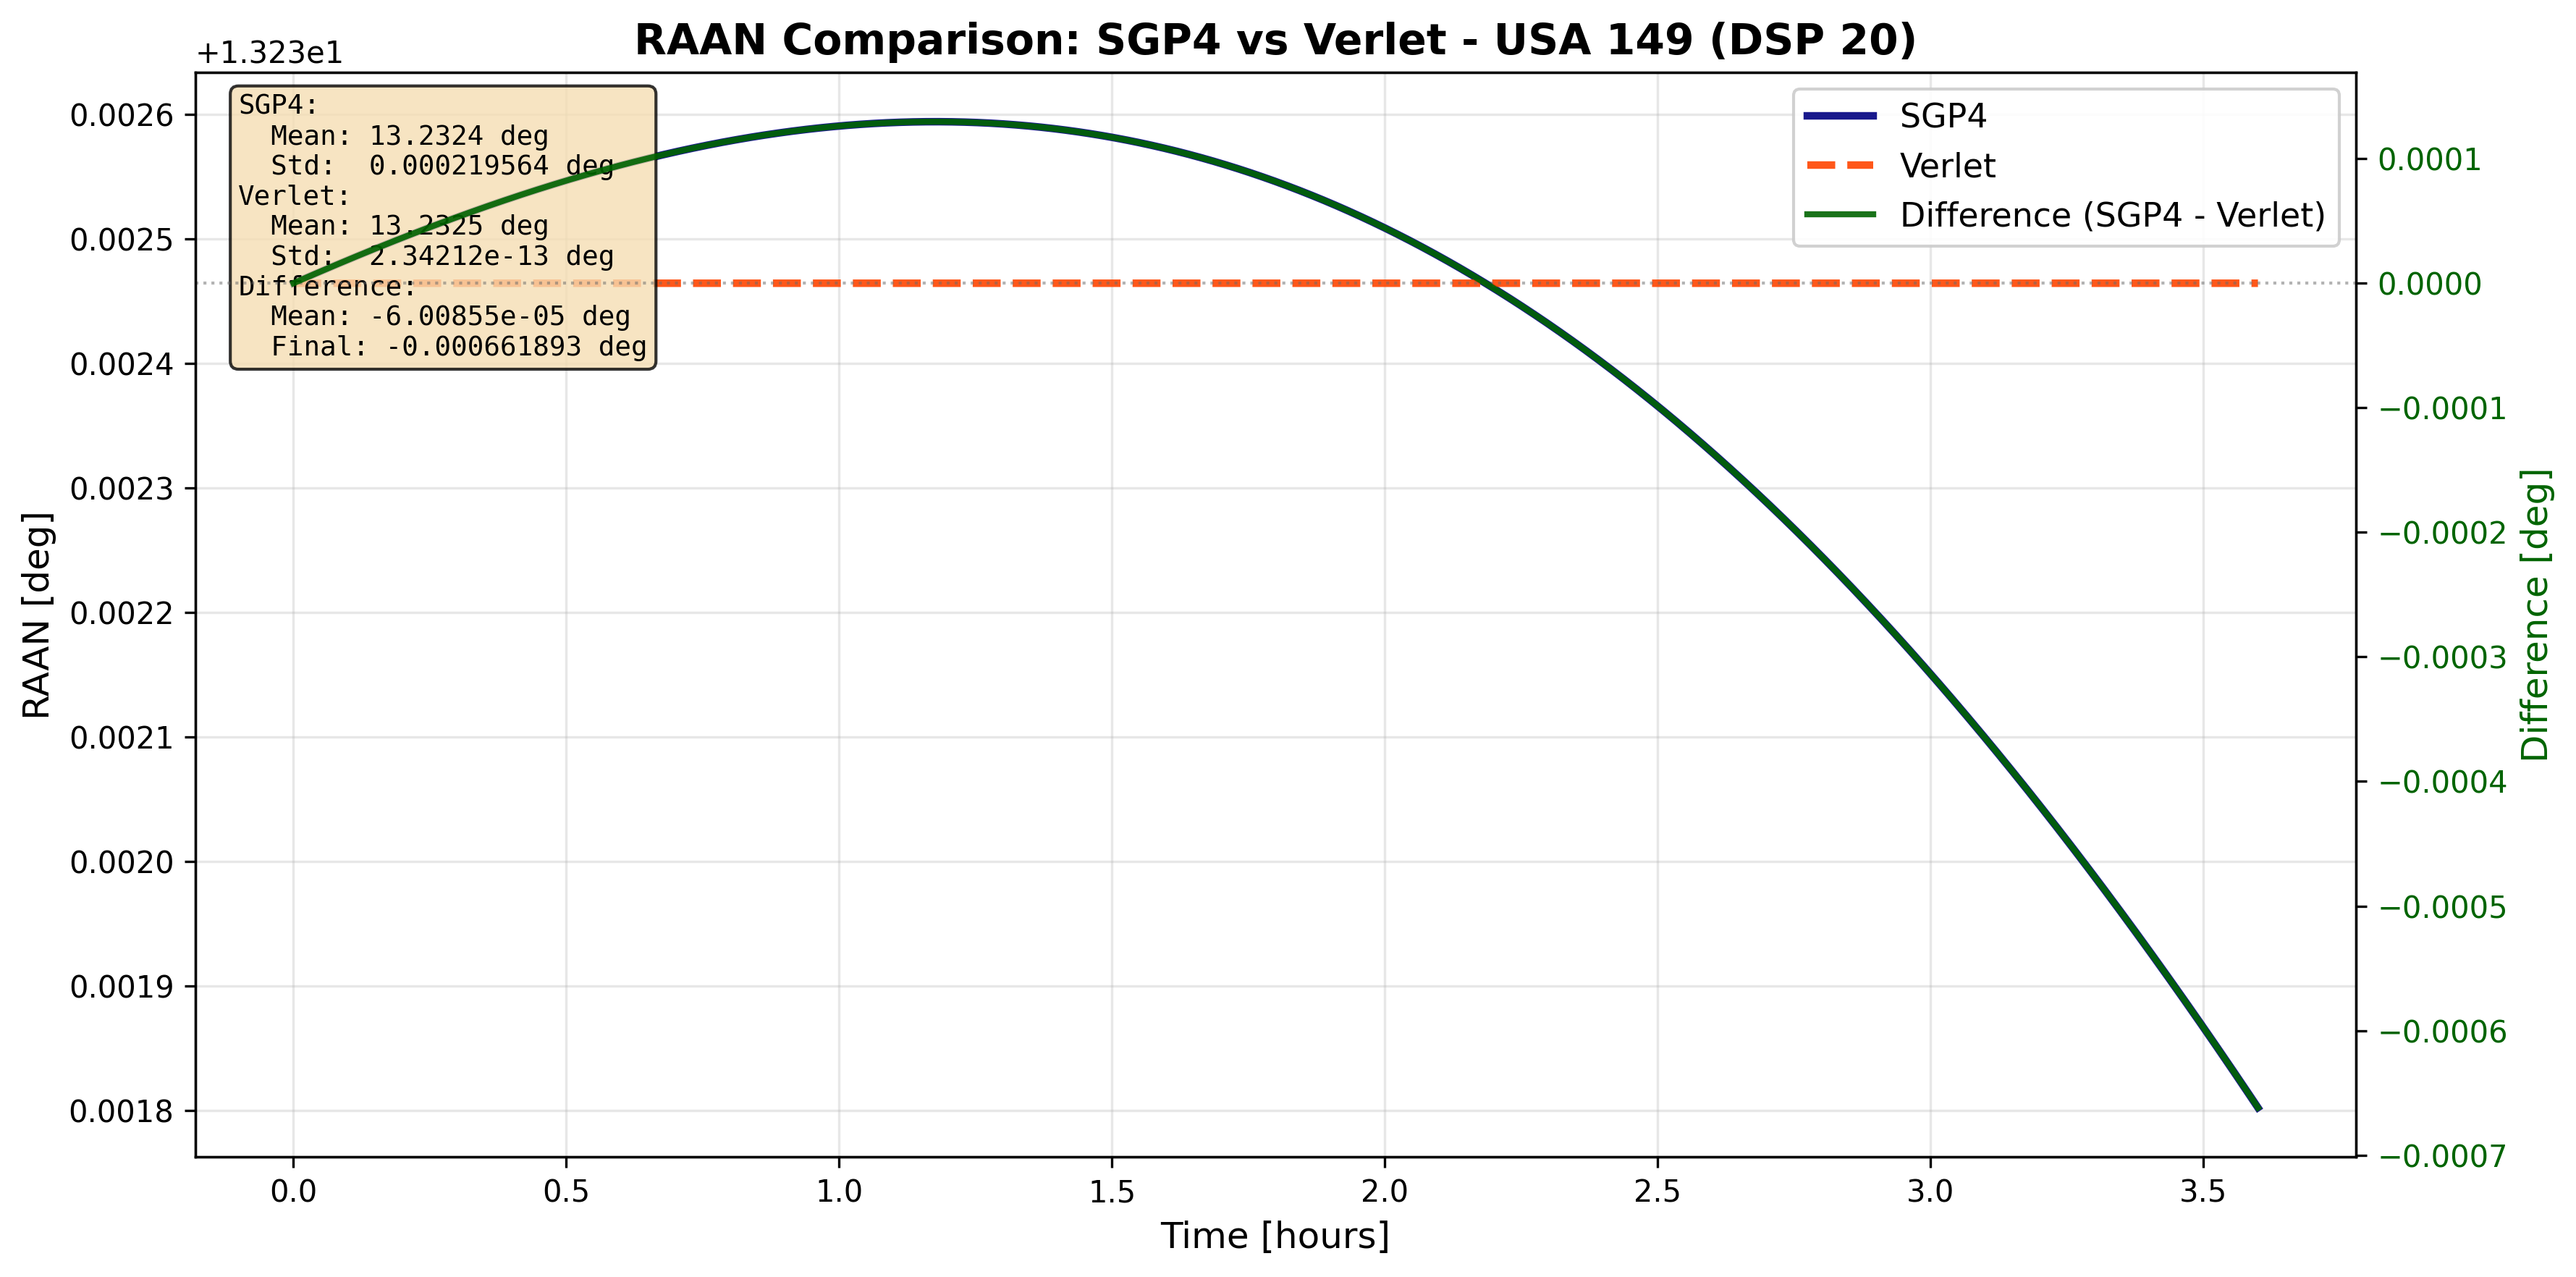 RAAN Comparison: SGP4 vs Verlet - USA 149 (DSP 20)
+1.323e1
SGP4:
Mean: 13.2324 deg
Std: 0.000219564 deg
Verlet:
Mean: 13.2325 deg
Std: 2.34212e-13 deg
Difference:
Mean: -6.00855e-05 deg
Final: -0.000661893 deg
SGP4
Verlet
Difference (SGP4 - Verlet)
RAAN [deg]
0.0026
0.0025
0.0024
0.0023
0.0022
0.0021
0.0020
0.0019
0.0018
0.0001
0.0000
−0.0001
−0.0002
−0.0003
−0.0004
−0.0005
−0.0006
−0.0007
Difference [deg]
0.0 0.5 1.0 1.5 2.0 2.5 3.0 3.5
Time [hours]